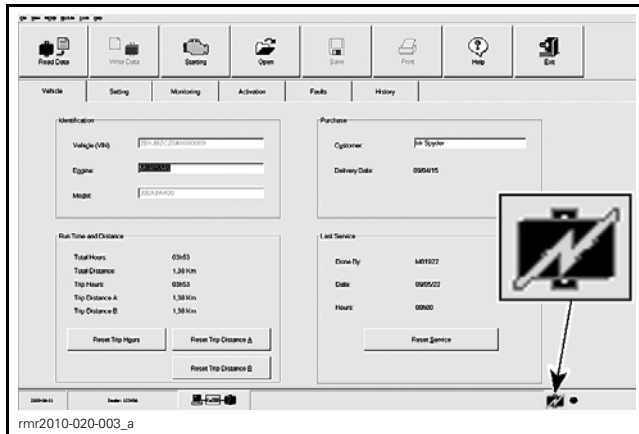 Read Data Write Data Starting Open Save Print Help Exit
Vehicle Setting Monitoring Activation Faults History
Identification
Vehicle (VIN):
Engine:
Model:
Purchase
Customer: Mr Spyder
Delivery Date: 09/04/15
Run Time and Distance
Total Hours: 03h53
Total Distance: 1,38 Km
Trip Hours: 03h53
Trip Distance A: 1,38 Km
Trip Distance B: 1,38 Km
Reset Trip Hours Reset Trip Distance A
Reset Trip Distance B
Last Service
Done By: M01922
Date: 09/05/22
Hours: 00h00
Reset Service
rmr2010-020-003_a